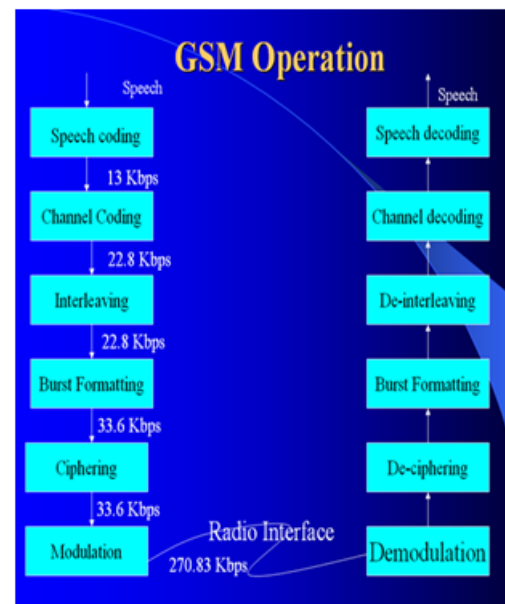 GSM Operation
Speech
Speech coding
13 Kbps
Channel Coding
22.8 Kbps
Interleaving
22.8 Kbps
Burst Formatting
33.6 Kbps
Ciphering
33.6 Kbps
Modulation
Radio Interface
270.83 Kbps
Speech
Speech decoding
Channel decoding
De-interleaving
Burst Formatting
De-ciphering
Demodulation